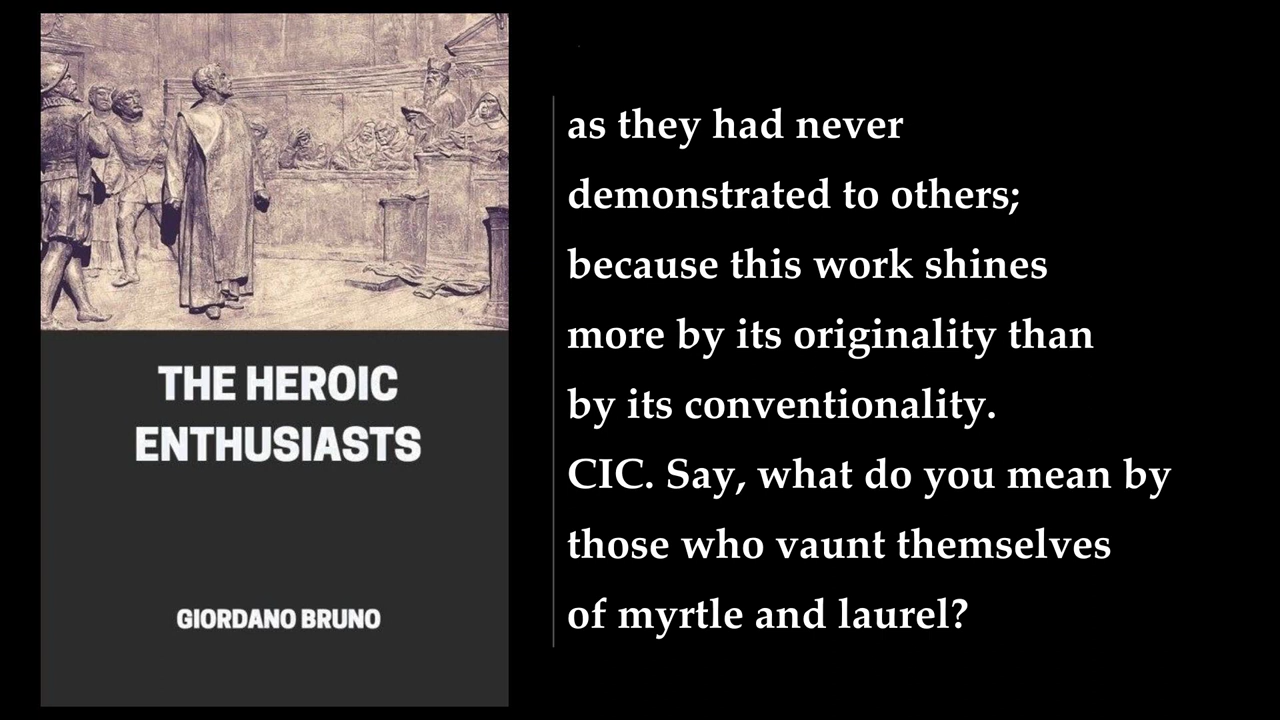 THE HEROIC
ENTHUSIASTS
GIORDANO BRUNO
as they had never
demonstrated to others;
because this work shines
more by its originality than
by its conventionality.
CIC. Say, what do you mean by
those who vaunt themselves
of myrtle and laurel?